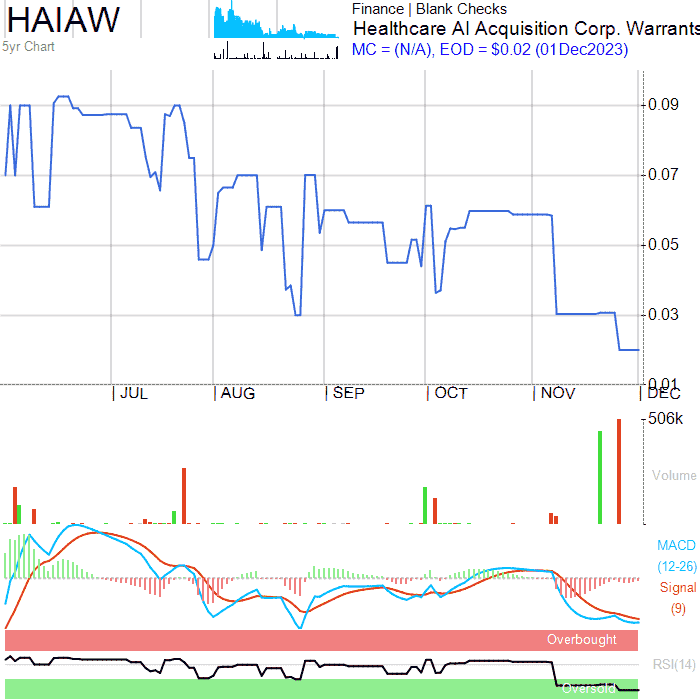 HAIAW
5yr Chart
Finance | Blank Checks
Healthcare AI Acquisition Corp. Warrants
MC = (N/A), EOD = $0.02 (01Dec2023)
0.09
0.07
0.05
0.03
0.01
JUL AUG SEP OCT NOV DEC
506k
Volume
MACD
(12-26)
Signal
(9)
Overbought
RSI(14)
Oversold